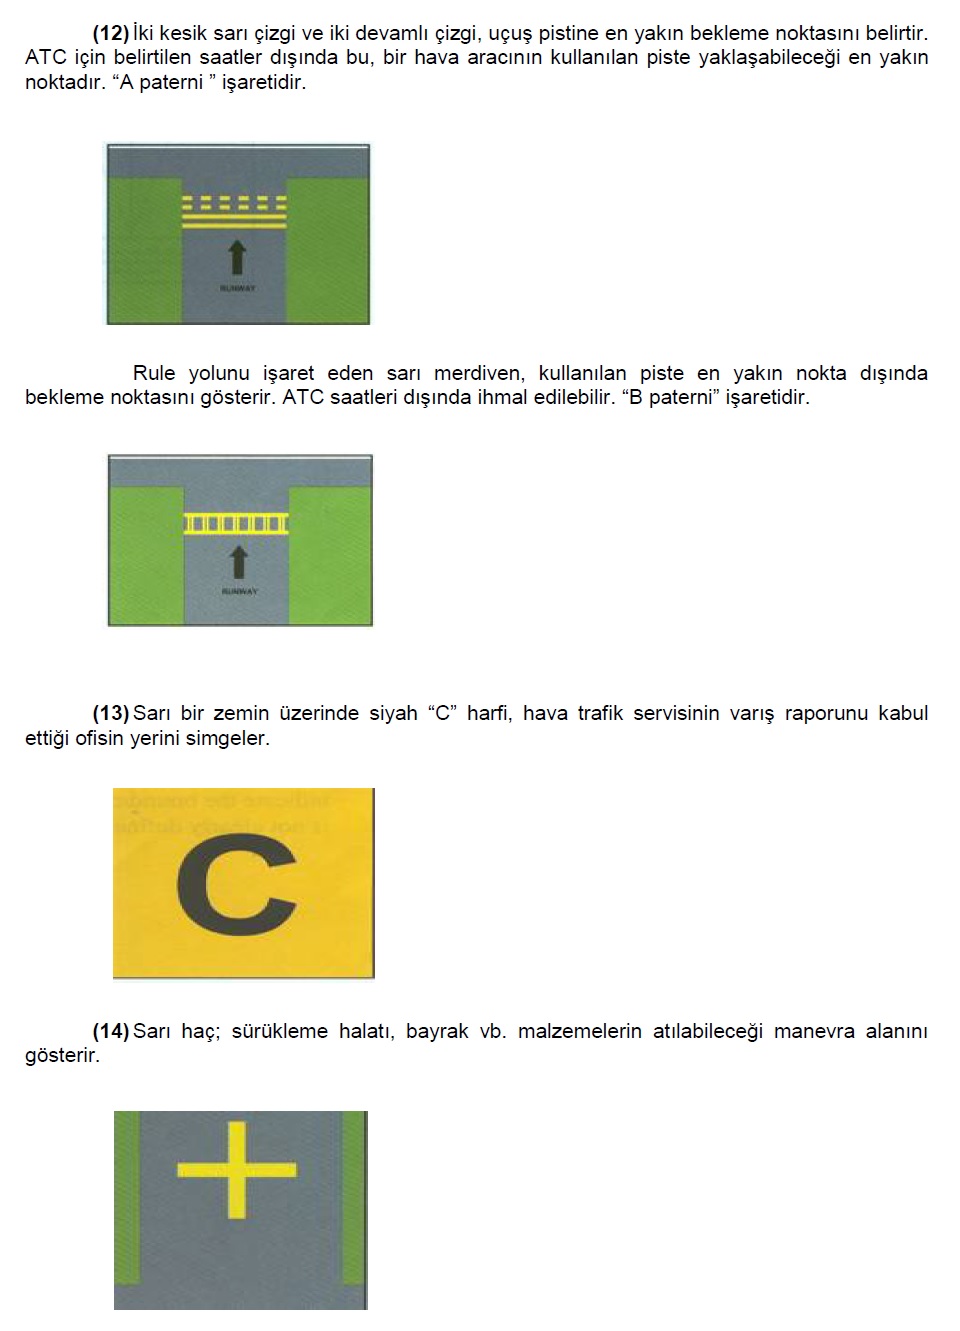 (12) İki kesik sarı çizgi ve iki devamlı çizgi, uçuş pistine en yakın bekleme noktasını belirtir.
ATC için belirtilen saatler dışında bu, bir hava aracının kullanılan piste yaklaşabileceği en yakın
noktadır. “A paterni ” işaretidir.
RUNWAY
Rule yolunu işaret eden sarı merdiven, kullanılan piste en yakın nokta dışında
bekleme noktasını gösterir. ATC saatleri dışında ihmal edilebilir. “B paterni” işaretidir.
RUNWAY
(13) Sarı bir zemin üzerinde siyah “C” harfi, hava trafik servisinin varış raporunu kabul
ettiği ofisin yerini simgeler.
C
(14) Sarı haç; sürükleme halatı, bayrak vb. malzemelerin atılabileceği manevra alanını
gösterir.